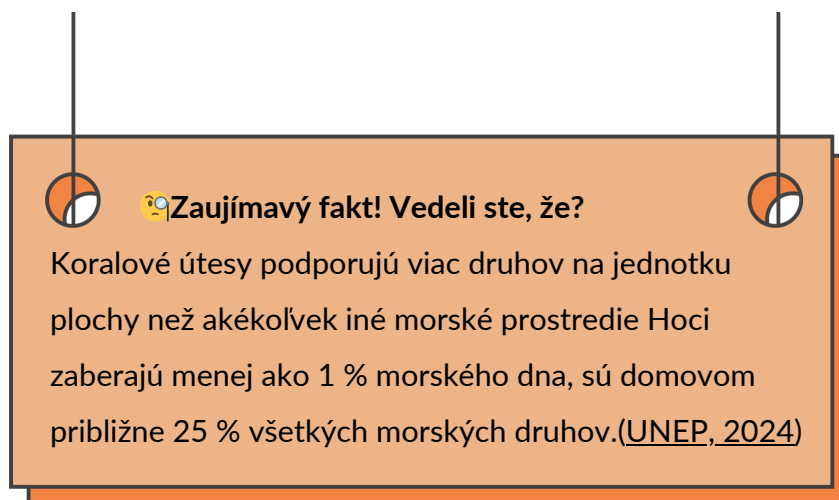 🧐Zaujímavý fakt! Vedeli ste, že?
Koralové útesy podporujú viac druhov na jednotku
plochy než akékoľvek iné morské prostredie Hoci
zaberajú menej ako 1 % morského dna, sú domovom
približne 25 % všetkých morských druhov.(UNEP, 2024)